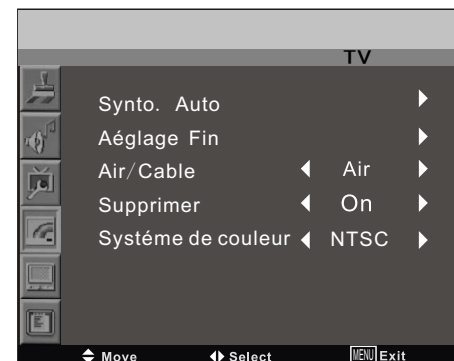 TV
Synto. Auto
Aéglage Fin
Air/Cable Air
Supprimer On
Systéme de couleur NTSC
Move Select MENU Exit